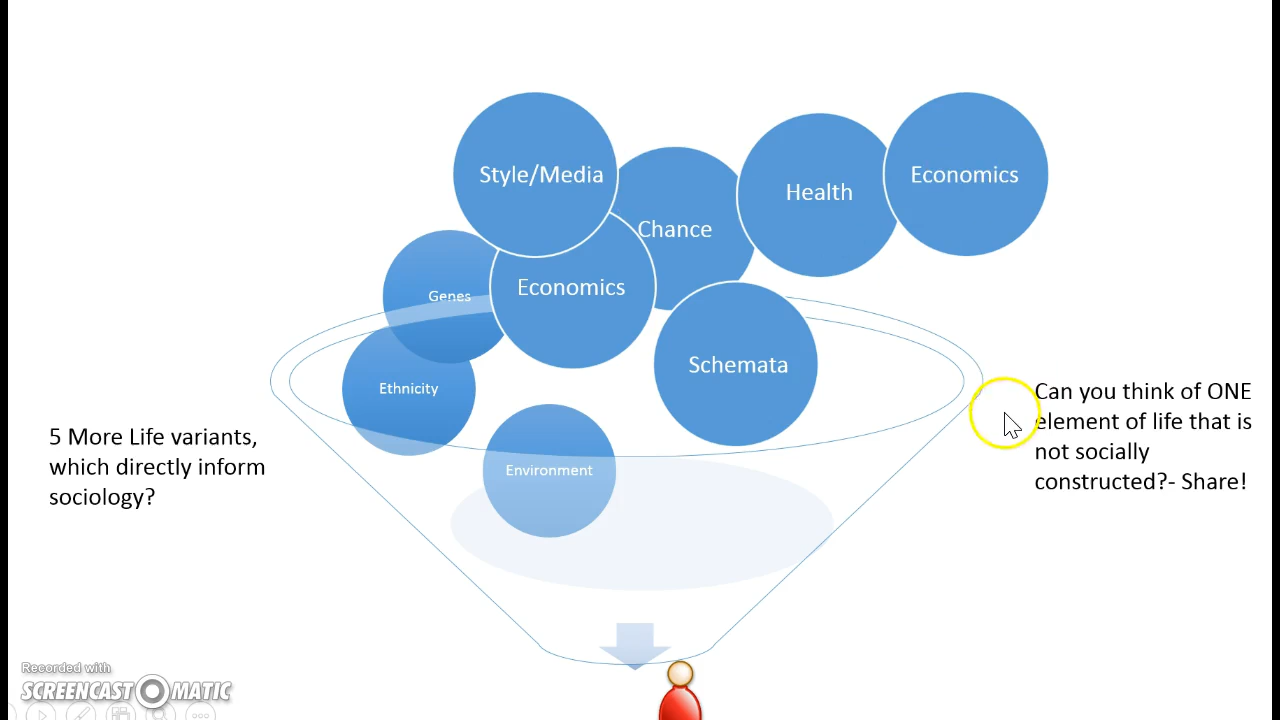 Style/Media
Chance
Health
Economics
Genes
Economics
Schemata
Ethnicity
Environment
5 More Life variants,
which directly inform
sociology?
Can you think of ONE
element of life that is
not socially
constructed?- Share!
Recorded with
SCREENCAST MATIC